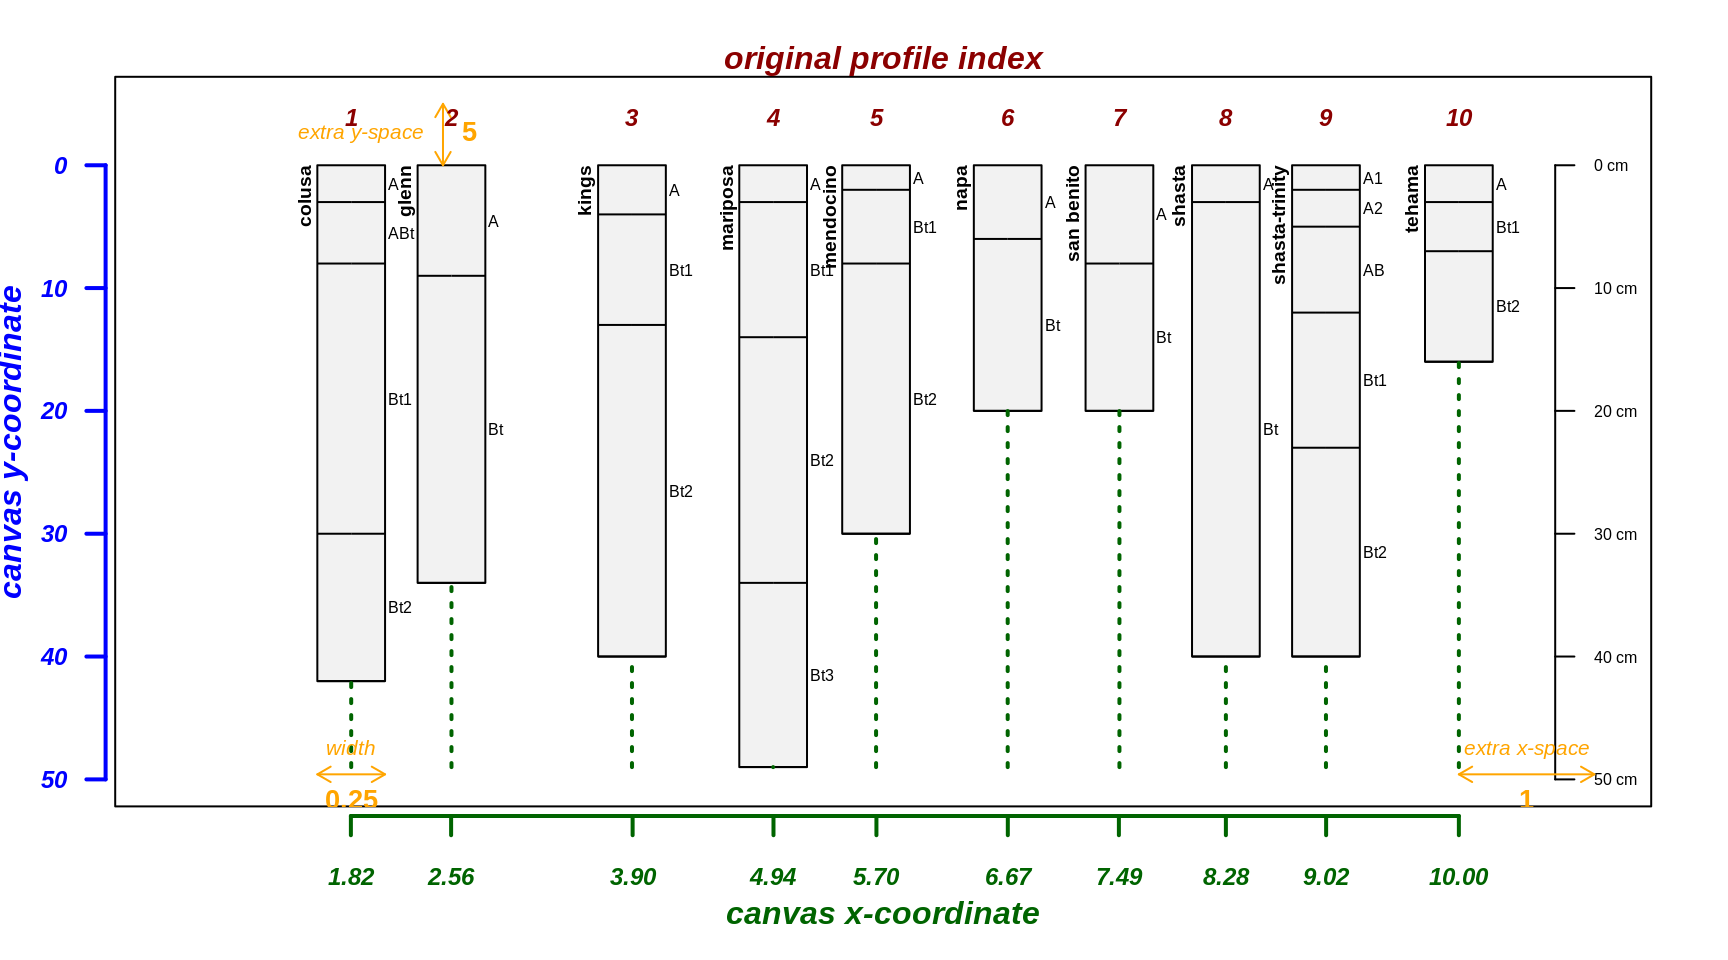 original profile index
1 2 3 4 5 6 7 8 9 10
extra y-space 5
canvas y-coordinate
0
10
20
30
40
50
colusa
A
ABt
Bt1
Bt2
glenn
A
Bt
kings
A
Bt1
Bt2
mariposa
A
Bt1
Bt2
Bt3
mendocino
A
Bt1
Bt2
napa
A
Bt
san benito
A
Bt
shasta
A
Bt
shasta-trinity
A1
A2
AB
Bt1
Bt2
tehama
A
Bt1
Bt2
0 cm
10 cm
20 cm
30 cm
40 cm
50 cm
width
0.25
extra x-space
1
1.82 2.56 3.90 4.94 5.70 6.67 7.49 8.28 9.02 10.00
canvas x-coordinate